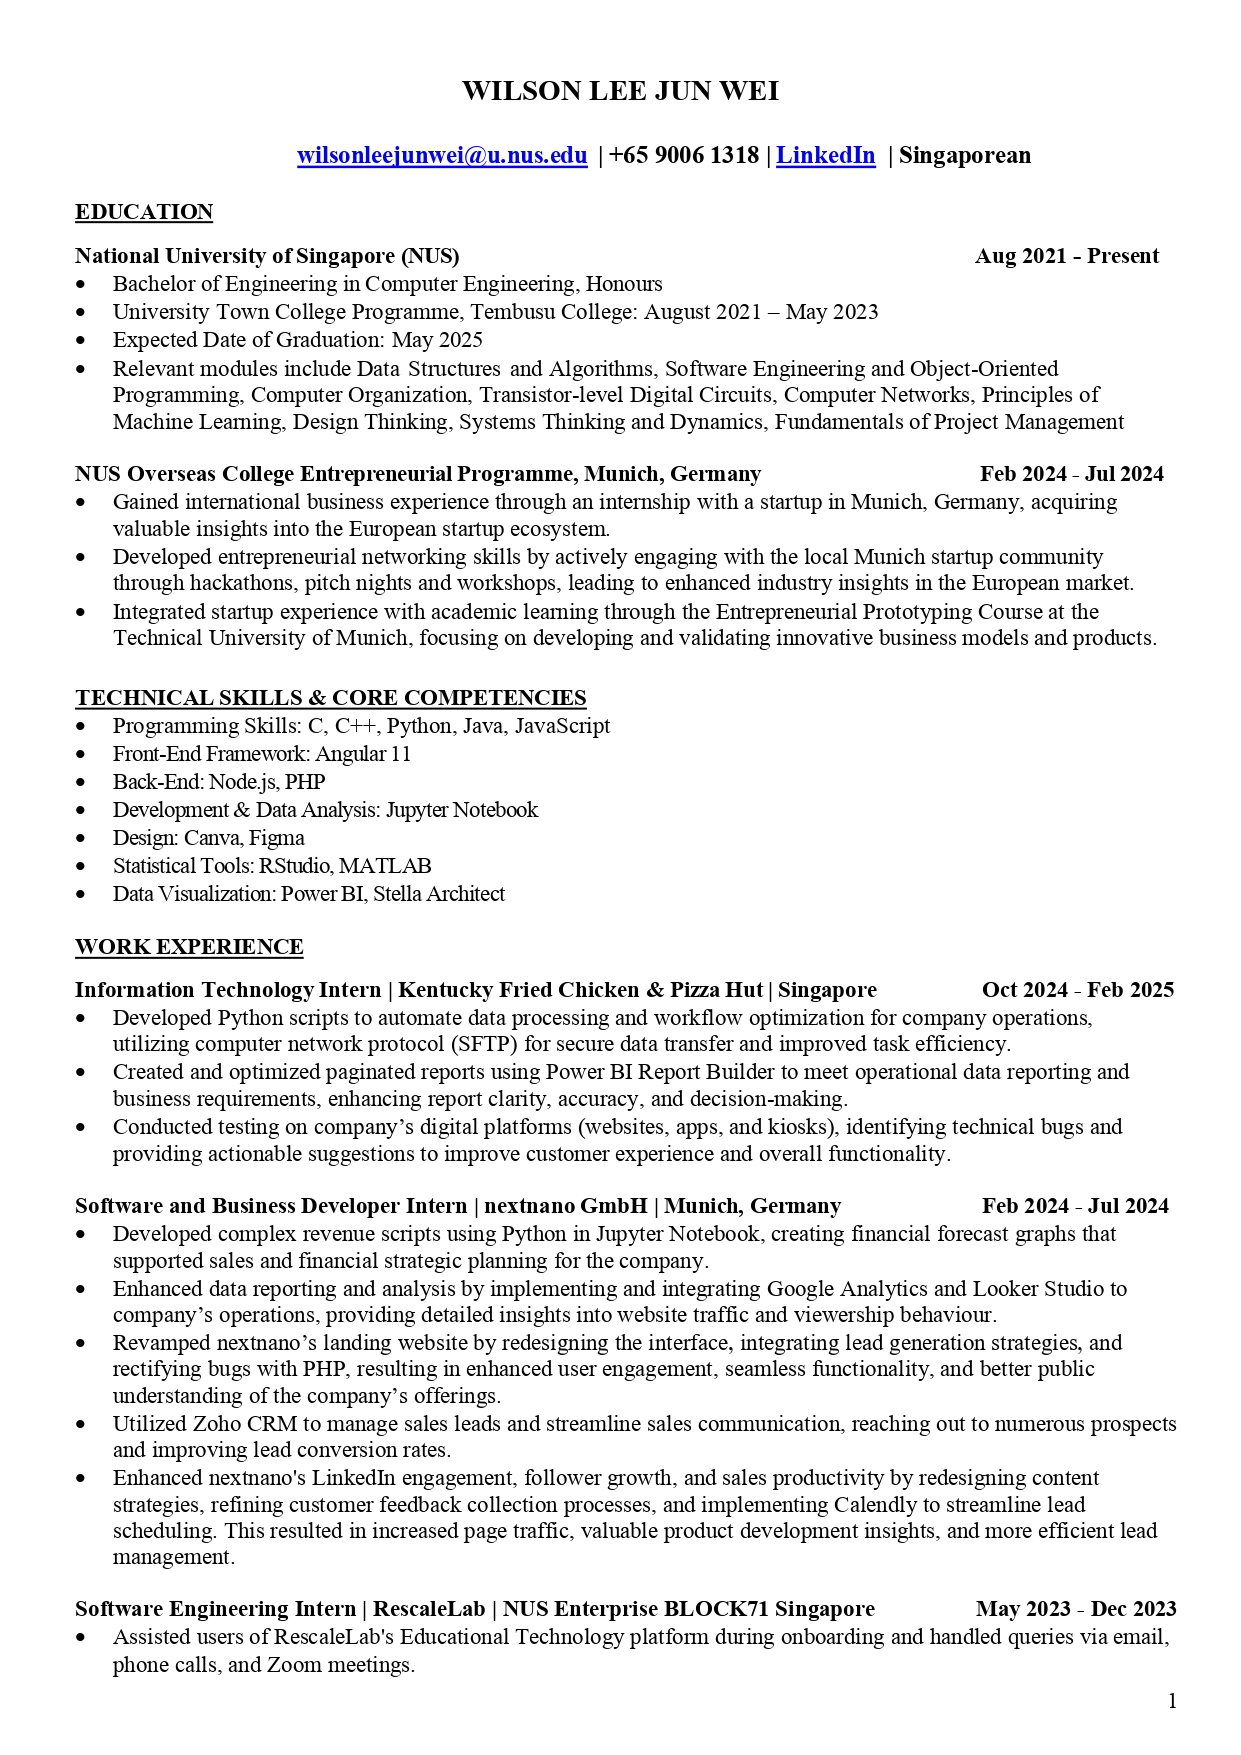 WILSON LEE JUN WEI
wilsonleejunwei@u.nus.edu | +65 9006 1318 | LinkedIn | Singaporean
EDUCATION
National University of Singapore (NUS) Aug 2021 - Present
• Bachelor of Engineering in Computer Engineering, Honours
• University Town College Programme, Tembusu College: August 2021 – May 2023
• Expected Date of Graduation: May 2025
• Relevant modules include Data Structures and Algorithms, Software Engineering and Object-Oriented
Programming, Computer Organization, Transistor-level Digital Circuits, Computer Networks, Principles of
Machine Learning, Design Thinking, Systems Thinking and Dynamics, Fundamentals of Project Management
NUS Overseas College Entrepreneurial Programme, Munich, Germany Feb 2024 - Jul 2024
• Gained international business experience through an internship with a startup in Munich, Germany, acquiring
valuable insights into the European startup ecosystem.
• Developed entrepreneurial networking skills by actively engaging with the local Munich startup community
through hackathons, pitch nights and workshops, leading to enhanced industry insights in the European market.
• Integrated startup experience with academic learning through the Entrepreneurial Prototyping Course at the
Technical University of Munich, focusing on developing and validating innovative business models and products.
TECHNICAL SKILLS & CORE COMPETENCIES
• Programming Skills: C, C++, Python, Java, JavaScript
• Front-End Framework: Angular 11
• Back-End: Node.js, PHP
• Development & Data Analysis: Jupyter Notebook
• Design: Canva, Figma
• Statistical Tools: RStudio, MATLAB
• Data Visualization: Power BI, Stella Architect
WORK EXPERIENCE
Information Technology Intern | Kentucky Fried Chicken & Pizza Hut | Singapore Oct 2024 - Feb 2025
• Developed Python scripts to automate data processing and workflow optimization for company operations,
utilizing computer network protocol (SFTP) for secure data transfer and improved task efficiency.
• Created and optimized paginated reports using Power BI Report Builder to meet operational data reporting and
business requirements, enhancing report clarity, accuracy, and decision-making.
• Conducted testing on company’s digital platforms (websites, apps, and kiosks), identifying technical bugs and
providing actionable suggestions to improve customer experience and overall functionality.
Software and Business Developer Intern | nextnano GmbH | Munich, Germany Feb 2024 - Jul 2024
• Developed complex revenue scripts using Python in Jupyter Notebook, creating financial forecast graphs that
supported sales and financial strategic planning for the company.
• Enhanced data reporting and analysis by implementing and integrating Google Analytics and Looker Studio to
company’s operations, providing detailed insights into website traffic and viewership behaviour.
• Revamped nextnano’s landing website by redesigning the interface, integrating lead generation strategies, and
rectifying bugs with PHP, resulting in enhanced user engagement, seamless functionality, and better public
understanding of the company’s offerings.
• Utilized Zoho CRM to manage sales leads and streamline sales communication, reaching out to numerous prospects
and improving lead conversion rates.
• Enhanced nextnano's LinkedIn engagement, follower growth, and sales productivity by redesigning content
strategies, refining customer feedback collection processes, and implementing Calendly to streamline lead
scheduling. This resulted in increased page traffic, valuable product development insights, and more efficient lead
management.
Software Engineering Intern | RescaleLab | NUS Enterprise BLOCK71 Singapore May 2023 - Dec 2023
• Assisted users of RescaleLab's Educational Technology platform during onboarding and handled queries via email,
phone calls, and Zoom meetings.
1